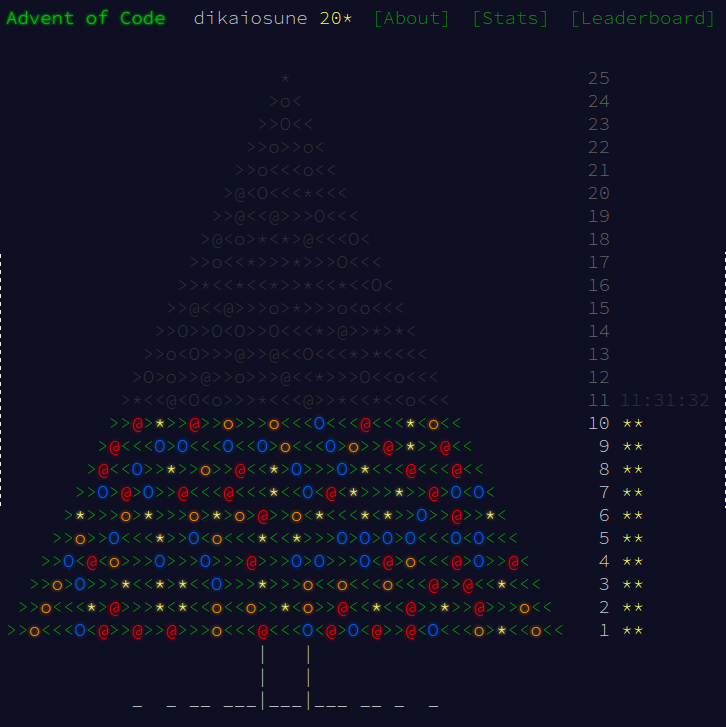 Advent of Code dikaiosune 20* [About] [Stats] [Leaderboard]
* 25
>o< 24
>>O<< 23
>>o>>o< 22
>>o<<<o<< 21
>@<O<<<*<<< 20
>>@<<@>>>O<<< 19
>@<o>*<*>@<<<O< 18
>>o<<*>>>*>>>O<<< 17
>>*<<*<<*>>*<<*<<O< 16
>>@<<@>>>o>*>>>o<o<<< 15
>>O>>O<O>>O<<<*>@>>*>*< 14
>>o<O>>>@>>@<<O<<<*>*<<<< 13
>O>o>>@>>o>>>@<<*>>>O<<o<<< 12
>*<<@<O<o>>>*<<<@>>*<<*<<o<<< 11 11:31:32
>>@>*>>@>>o>>>o<<<O<<<@<<<*<o<< 10 **
>@<<<O>O<<<O<<O>o<<<O>o>>@>*>>@<< 9 **
>@<<O>>*>>o>>@<<*>O>>>O>*<<<@<<<@<< 8 **
>>O>@>O>>@<<<@<<<*<<O<@<*>>>*>>@<O<O< 7 **
>*>>>o>*>>>o>*>o>@>>o<*<<<*<*>>O>>@>>*< 6 **
>>o>>O<<<*>>O<o<<<*<<*>>>O>O>O>O<<<O<O<<< 5 **
>>O<@<o>>>O>>>O>>>@>>>O>O>>>O<@<o<<<@>O>>@< 4 **
>>o>O>>>*<<*>*<<O>>>*>>>o<<o<<<o<<<@>>@<<*<<< 3 **
>>o<<<*>@>>>*>*<<o<<o>>*>o>>@<<*<<@>>*>>@>>>o<< 2 **
>>o<<<O<@>>@>>@>>>o<<<@<<<O<@>O<@>>@<O<<<o>*<<o<< 1 **
| |
| |
_ _ __ ___|___|___ __ _ _